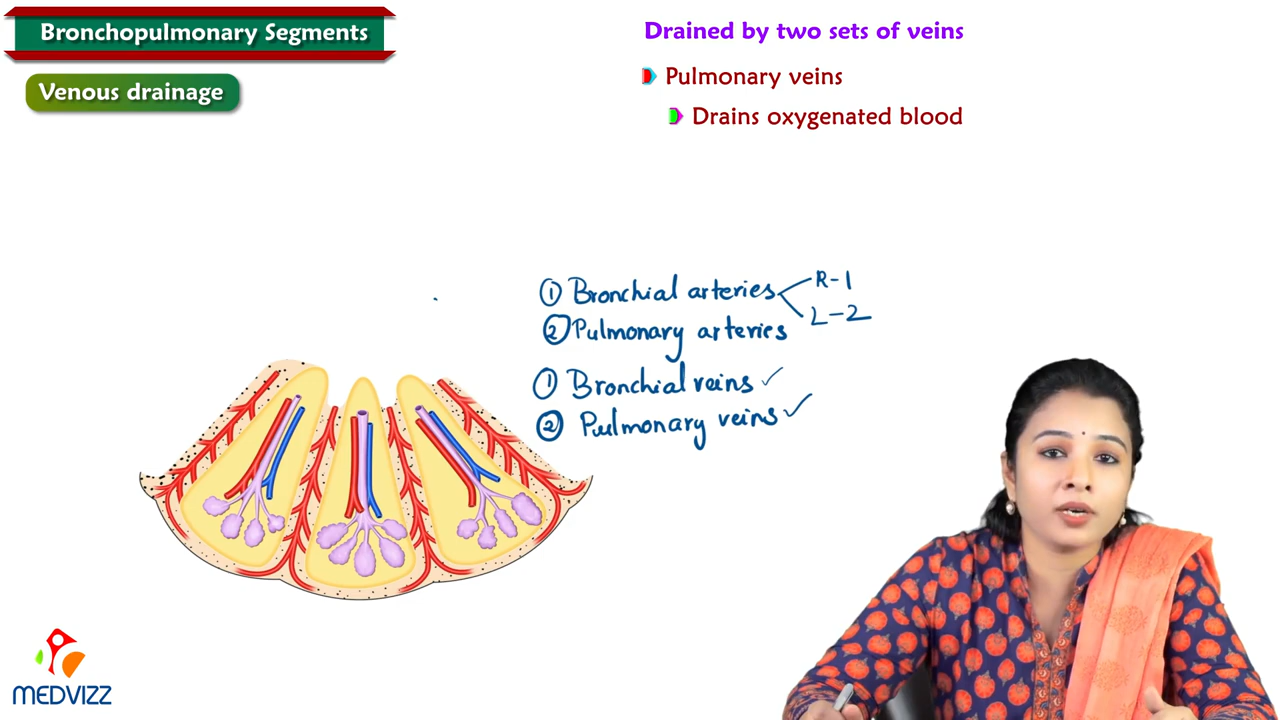 Bronchopulmonary Segments
Venous drainage
Drained by two sets of veins
Pulmonary veins
Drains oxygenated blood
① Bronchial arteries R-1
L-2
② Pulmonary arteries
① Bronchial veins ✓
② Pulmonary veins ✓
MEDVIZZ